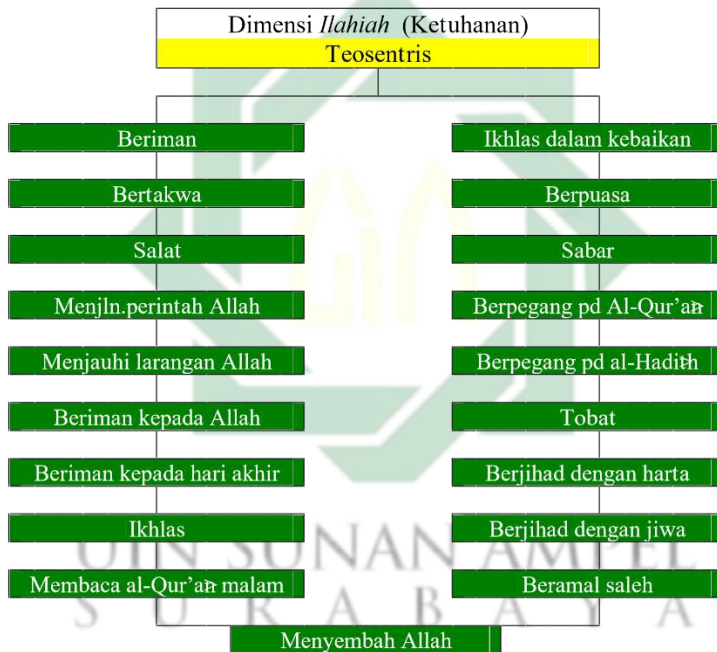 Dimensi Ilahiah (Ketuhanan)
Teosentris
Beriman
Bertakwa
Salat
Menjln.perintah Allah
Menjauhi larangan Allah
Beriman kepada Allah
Beriman kepada hari akhir
Ikhlas
Membaca al-Qur’an malam
Ikhlas dalam kebaikan
Berpuasa
Sabar
Berpegang pd Al-Qur’an
Berpegang pd al-Hadith
Tobat
Berjihad dengan harta
Berjihad dengan jiwa
Beramal saleh
Menyembah Allah
UIN SUNAN AMPEL
SURABAYA